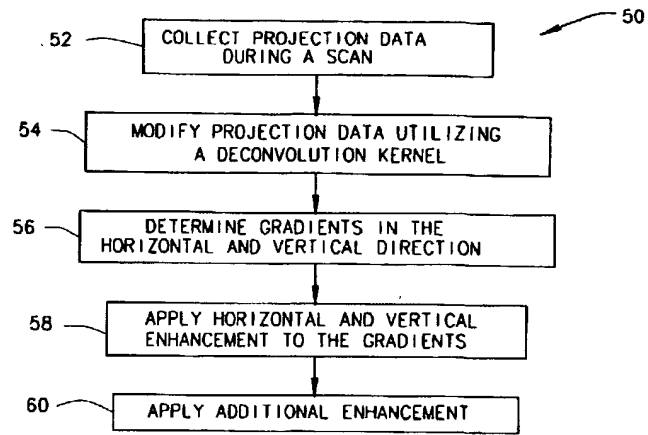 50
52
COLLECT PROJECTION DATA
DURING A SCAN
54
MODIFY PROJECTION DATA UTILIZING
A DECONVOLUTION KERNEL
56
DETERMINE GRADIENTS IN THE
HORIZONTAL AND VERTICAL DIRECTION
58
APPLY HORIZONTAL AND VERTICAL
ENHANCEMENT TO THE GRADIENTS
60
APPLY ADDITIONAL ENHANCEMENT